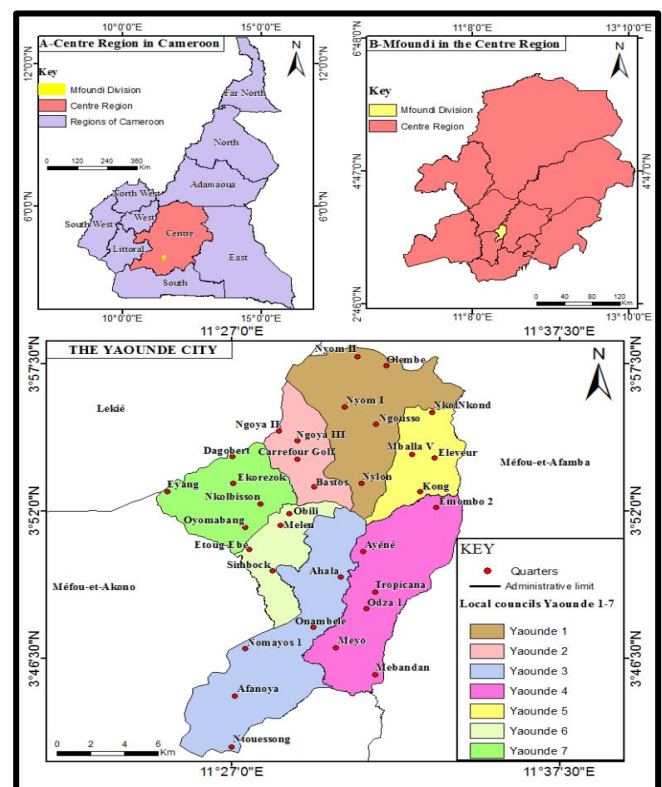 10°0'0"E 15°0'0"E
A-Centre Region in Cameroon
N
Key
Mfoundi Division
Centre Region
Regions of Cameroon
0 120 240 360
Km
12°0'0"N
12°0'0"N
6°0'0"N
6°0'0"N
Far North
North
Adamaoua
North West
West
South West
Littoral
Centre
East
South
10°0'0"E 15°0'0"E
11°8'0"E 13°10'0"E
B-Mfoundi in the Centre Region
N
Key
Mfoundi Division
Centre Region
6°48'0"N
6°48'0"N
4°47'0"N
4°47'0"N
2°46'0"N
2°46'0"N
0 40 80 120
Km
11°8'0"E 13°10'0"E
11°27'0"E 11°37'30"E
THE YAOUNDE CITY
N
3°57'30"N
3°57'30"N
3°52'0"N
3°52'0"N
3°46'30"N
3°46'30"N
Nyom II
Olembe
Lekié
Nyom I
NkolNkond
Ngousso
Ngoya II
Ngoya III
Mballa V
Eleveur
Dagobert
Carrefour Golf
Méfou-et-Afamba
Ekorezok
Bastos
Nylon
Kong
Eyang
Nkolbisson
Emombo 2
Obili
Oyomabang
Melen
Etoug-Ebé
2
Ayéné
Simbock
Ahala
Tropicana
Méfou-et-Akono
Odza 1
Onambele
Nomayos 1
Meyo
Mebandan
Afanoya
Ntouessong
KEY
Quarters
Administrative limit
Local councils Yaounde 1-7
Yaounde 1
Yaounde 2
Yaounde 3
Yaounde 4
Yaounde 5
Yaounde 6
Yaounde 7
0 2 4 6
Km
11°27'0"E 11°37'30"E